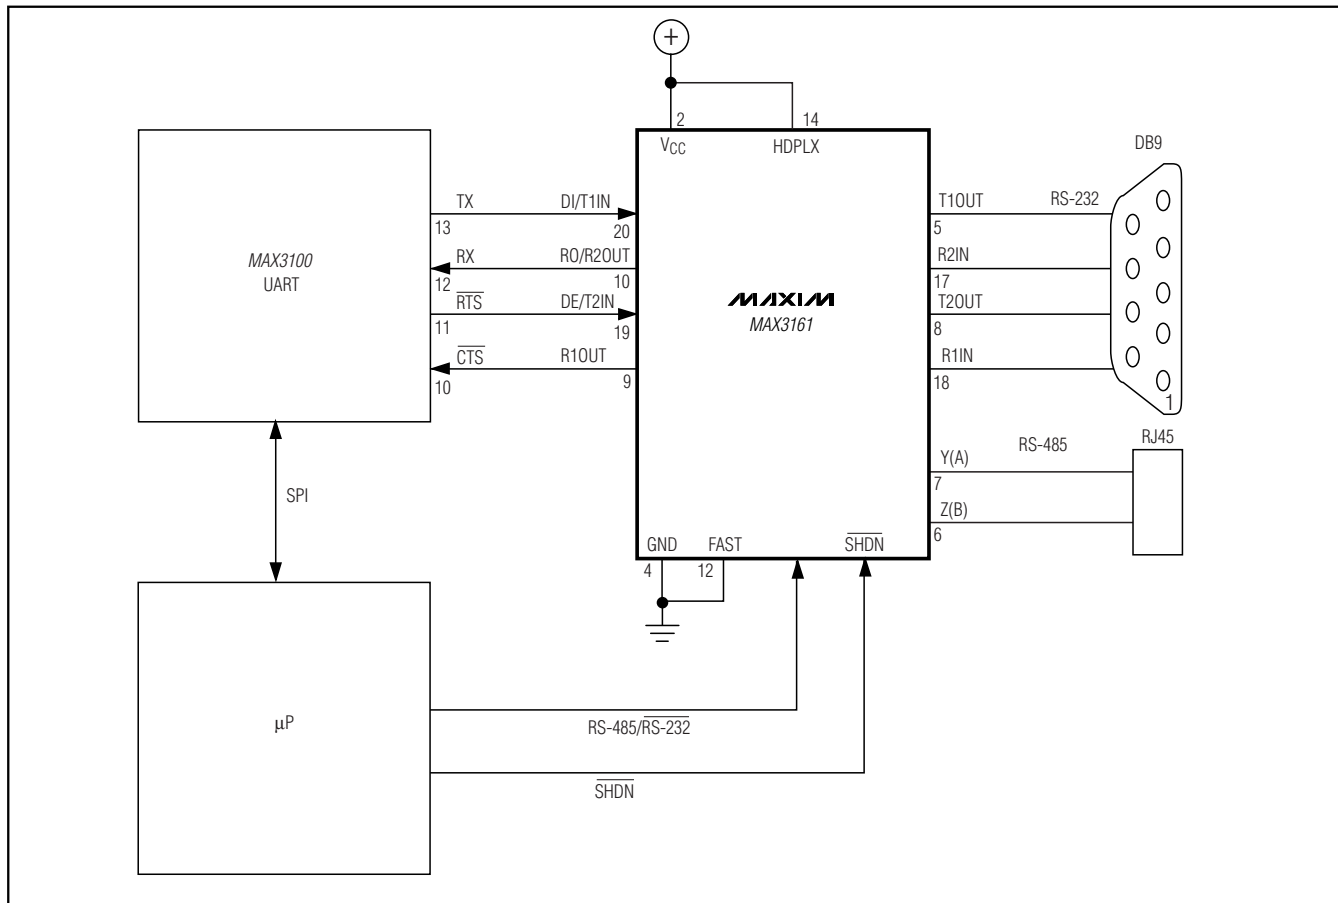 +
2
14
VCC
HDPLX
DB9
TX
DI/T1IN
T1OUT
RS-232
13
20
5
RX
RO/R2OUT
R2IN
12
10
17
MAX3100
UART
MAXIM
MAX3161
RTS
DE/T2IN
T2OUT
11
19
8
CTS
R1OUT
R1IN
10
9
18
1
RS-485
RJ45
Y(A)
7
Z(B)
6
SPI
GND
FAST
SHDN
4
12
µP
RS-485/RS-232
SHDN